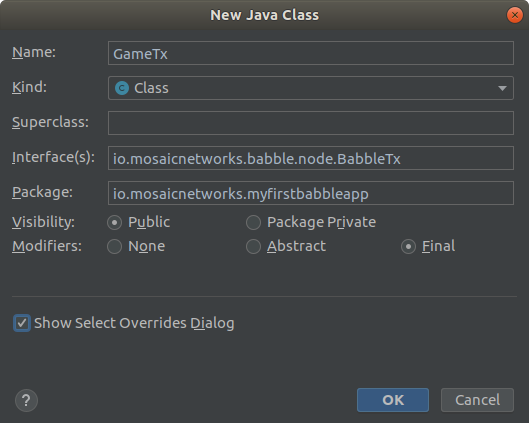 New Java Class
Name: GameTx
Kind: C Class
Superclass:
Interface(s): io.mosaicnetworks.babble.node.BabbleTx
Package: io.mosaicnetworks.myfirstbabbleapp
Visibility: Public Package Private
Modifiers: None Abstract Final
Show Select Overrides Dialog
? OK Cancel